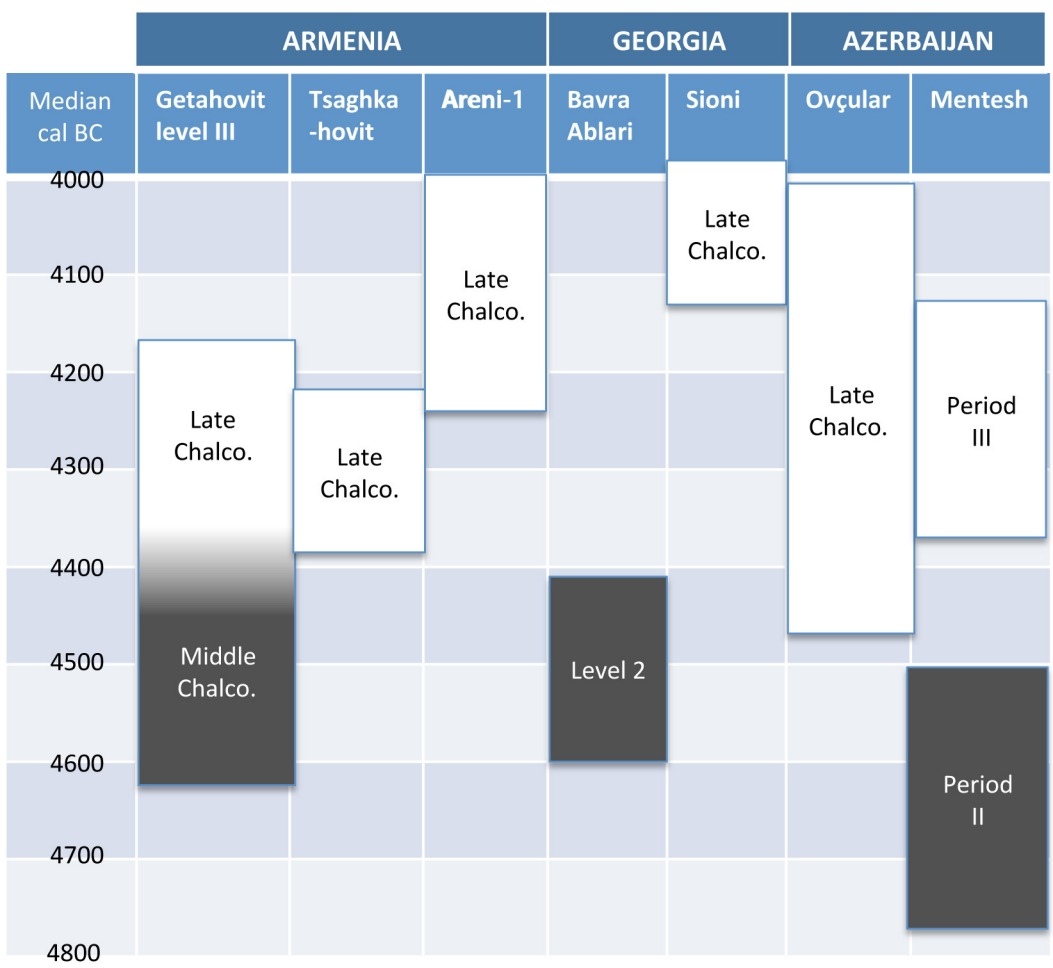 ARMENIA
GEORGIA
AZERBAIJAN
Median
cal BC
Getahovit
level III
Tsaghka
-hovit
Areni-1
Bavra
Ablari
Sioni
Ovçular
Mentesh
4000
4100
4200
4300
4400
4500
4600
4700
4800
Late
Chalco.
Middle
Chalco.
Late
Chalco.
Late
Chalco.
Level 2
Late
Chalco.
Late
Chalco.
Period
III
Period
II